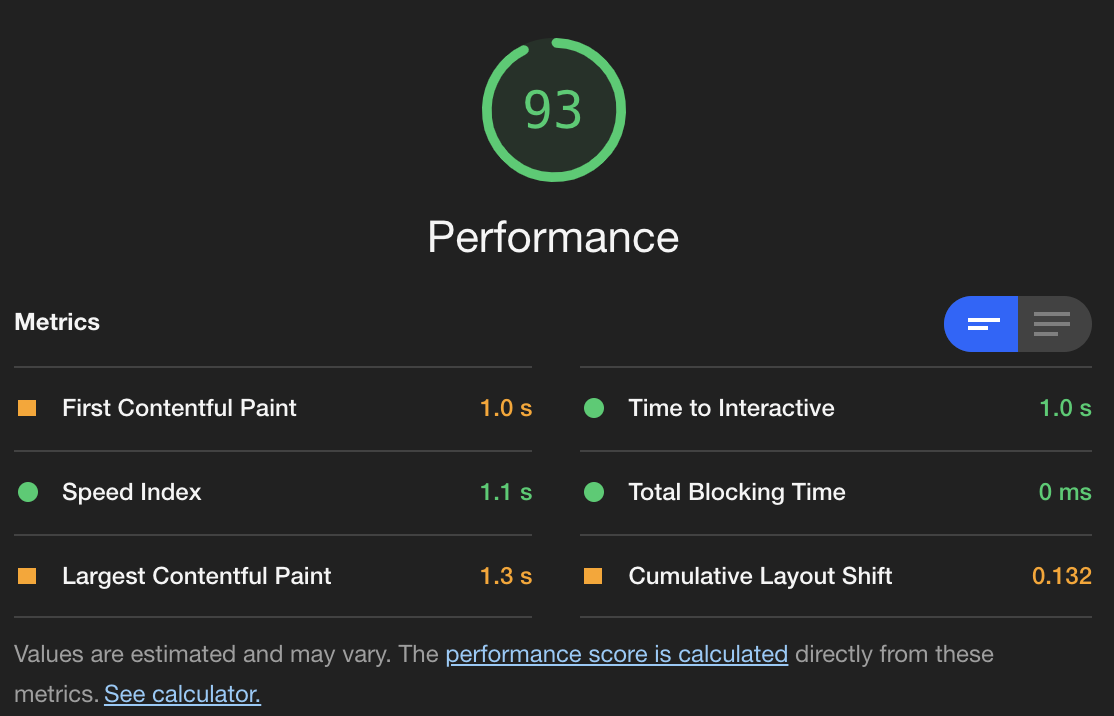 93
Performance
Metrics
First Contentful Paint 1.0 s
Time to Interactive 1.0 s
Speed Index 1.1 s
Total Blocking Time 0 ms
Largest Contentful Paint 1.3 s
Cumulative Layout Shift 0.132
Values are estimated and may vary. The performance score is calculated directly from these
metrics. See calculator.